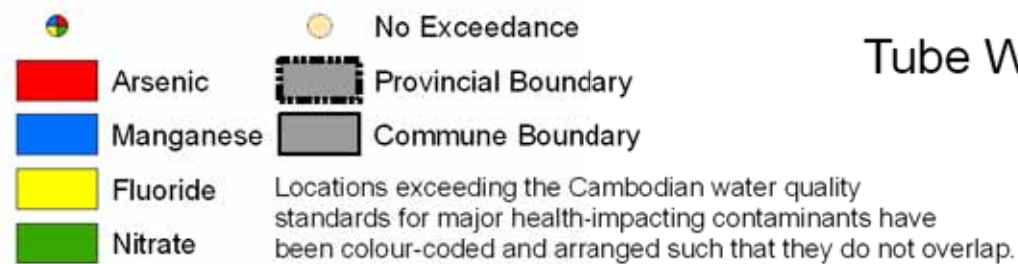 No Exceedance
Tube W
Arsenic
Provincial Boundary
Manganese
Commune Boundary
Fluoride
Nitrate
Locations exceeding the Cambodian water quality
standards for major health-impacting contaminants have
been colour-coded and arranged such that they do not overlap.